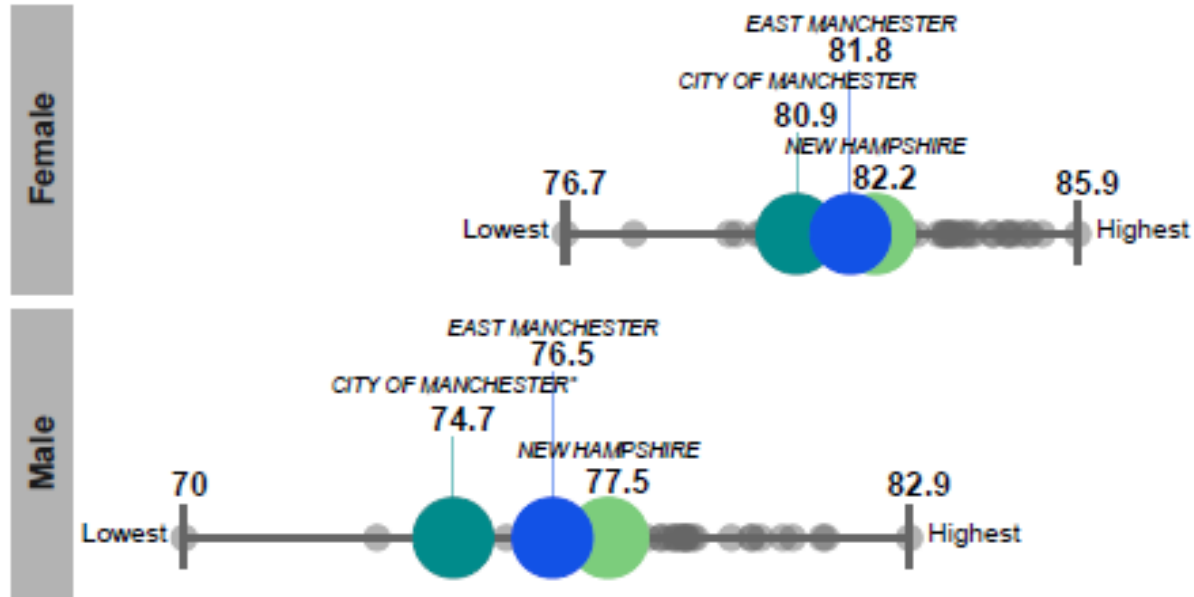 Female
EAST MANCHESTER
81.8
CITY OF MANCHESTER
80.9
NEW HAMPSHIRE
76.7
82.2
85.9
Lowest
Highest
Male
EAST MANCHESTER
76.5
CITY OF MANCHESTER*
74.7
NEW HAMPSHIRE
70
77.5
82.9
Lowest
Highest